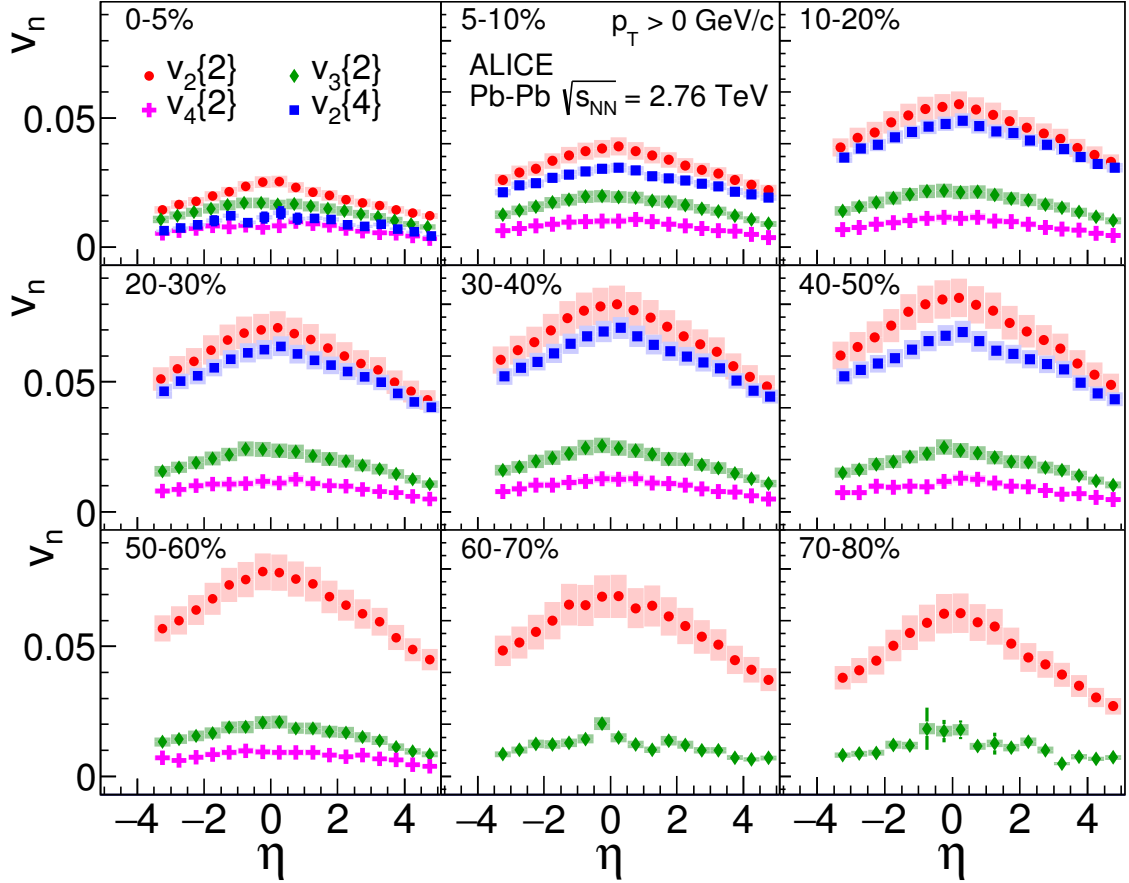 vₙ
0-5%
5-10%
p_T > 0 GeV/c
10-20%
v₂{2}
v₃{2}
v₄{2}
v₂{4}
ALICE
Pb-Pb √s_NN = 2.76 TeV
0.05
0
vₙ
20-30%
30-40%
40-50%
0.05
0
vₙ
50-60%
60-70%
70-80%
0.05
0
−4 −2 0 2 4
−4 −2 0 2 4
−4 −2 0 2 4
η
η
η